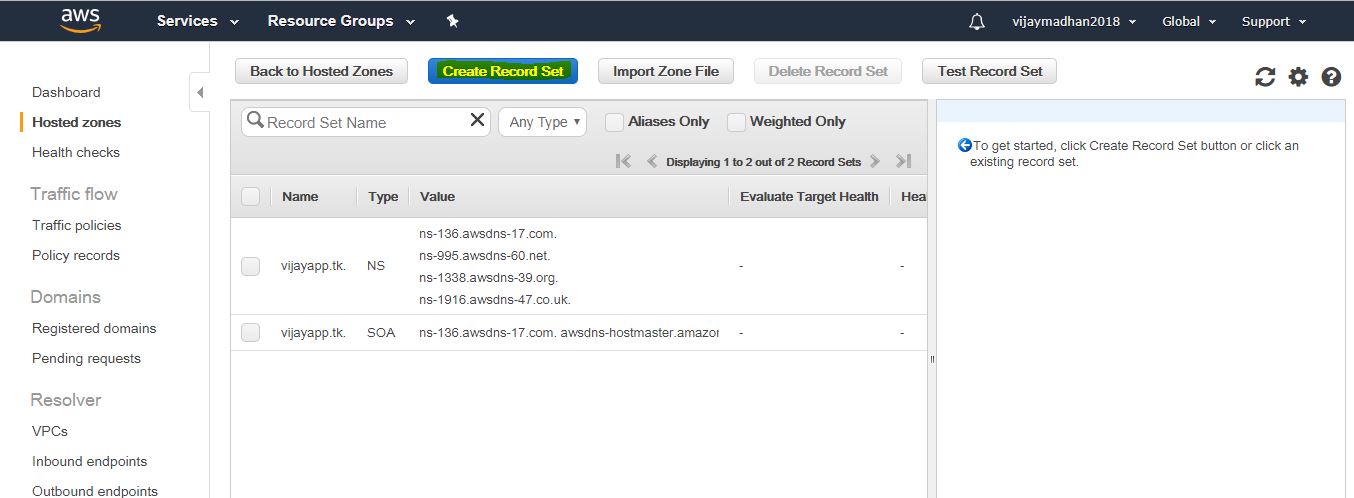 aws Services Resource Groups vijaymadhan2018 Global Support
Back to Hosted Zones Create Record Set Import Zone File Delete Record Set Test Record Set
Dashboard
Hosted zones
Health checks
Traffic flow
Traffic policies
Policy records
Domains
Registered domains
Pending requests
Resolver
VPCs
Inbound endpoints
Outbound endpoints
Record Set Name Any Type Aliases Only Weighted Only
Displaying 1 to 2 out of 2 Record Sets
Name Type Value Evaluate Target Health Hea
vijayapp.tk. NS
ns-136.awsdns-17.com.
ns-995.awsdns-60.net.
ns-1338.awsdns-39.org.
ns-1916.awsdns-47.co.uk.
- -
vijayapp.tk. SOA ns-136.awsdns-17.com. awsdns-hostmaster.amazor - -
To get started, click Create Record Set button or click an
existing record set.